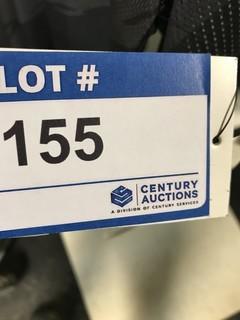 LOT #
155
CENTURY
AUCTIONS
A DIVISION OF CENTURY SERVICES